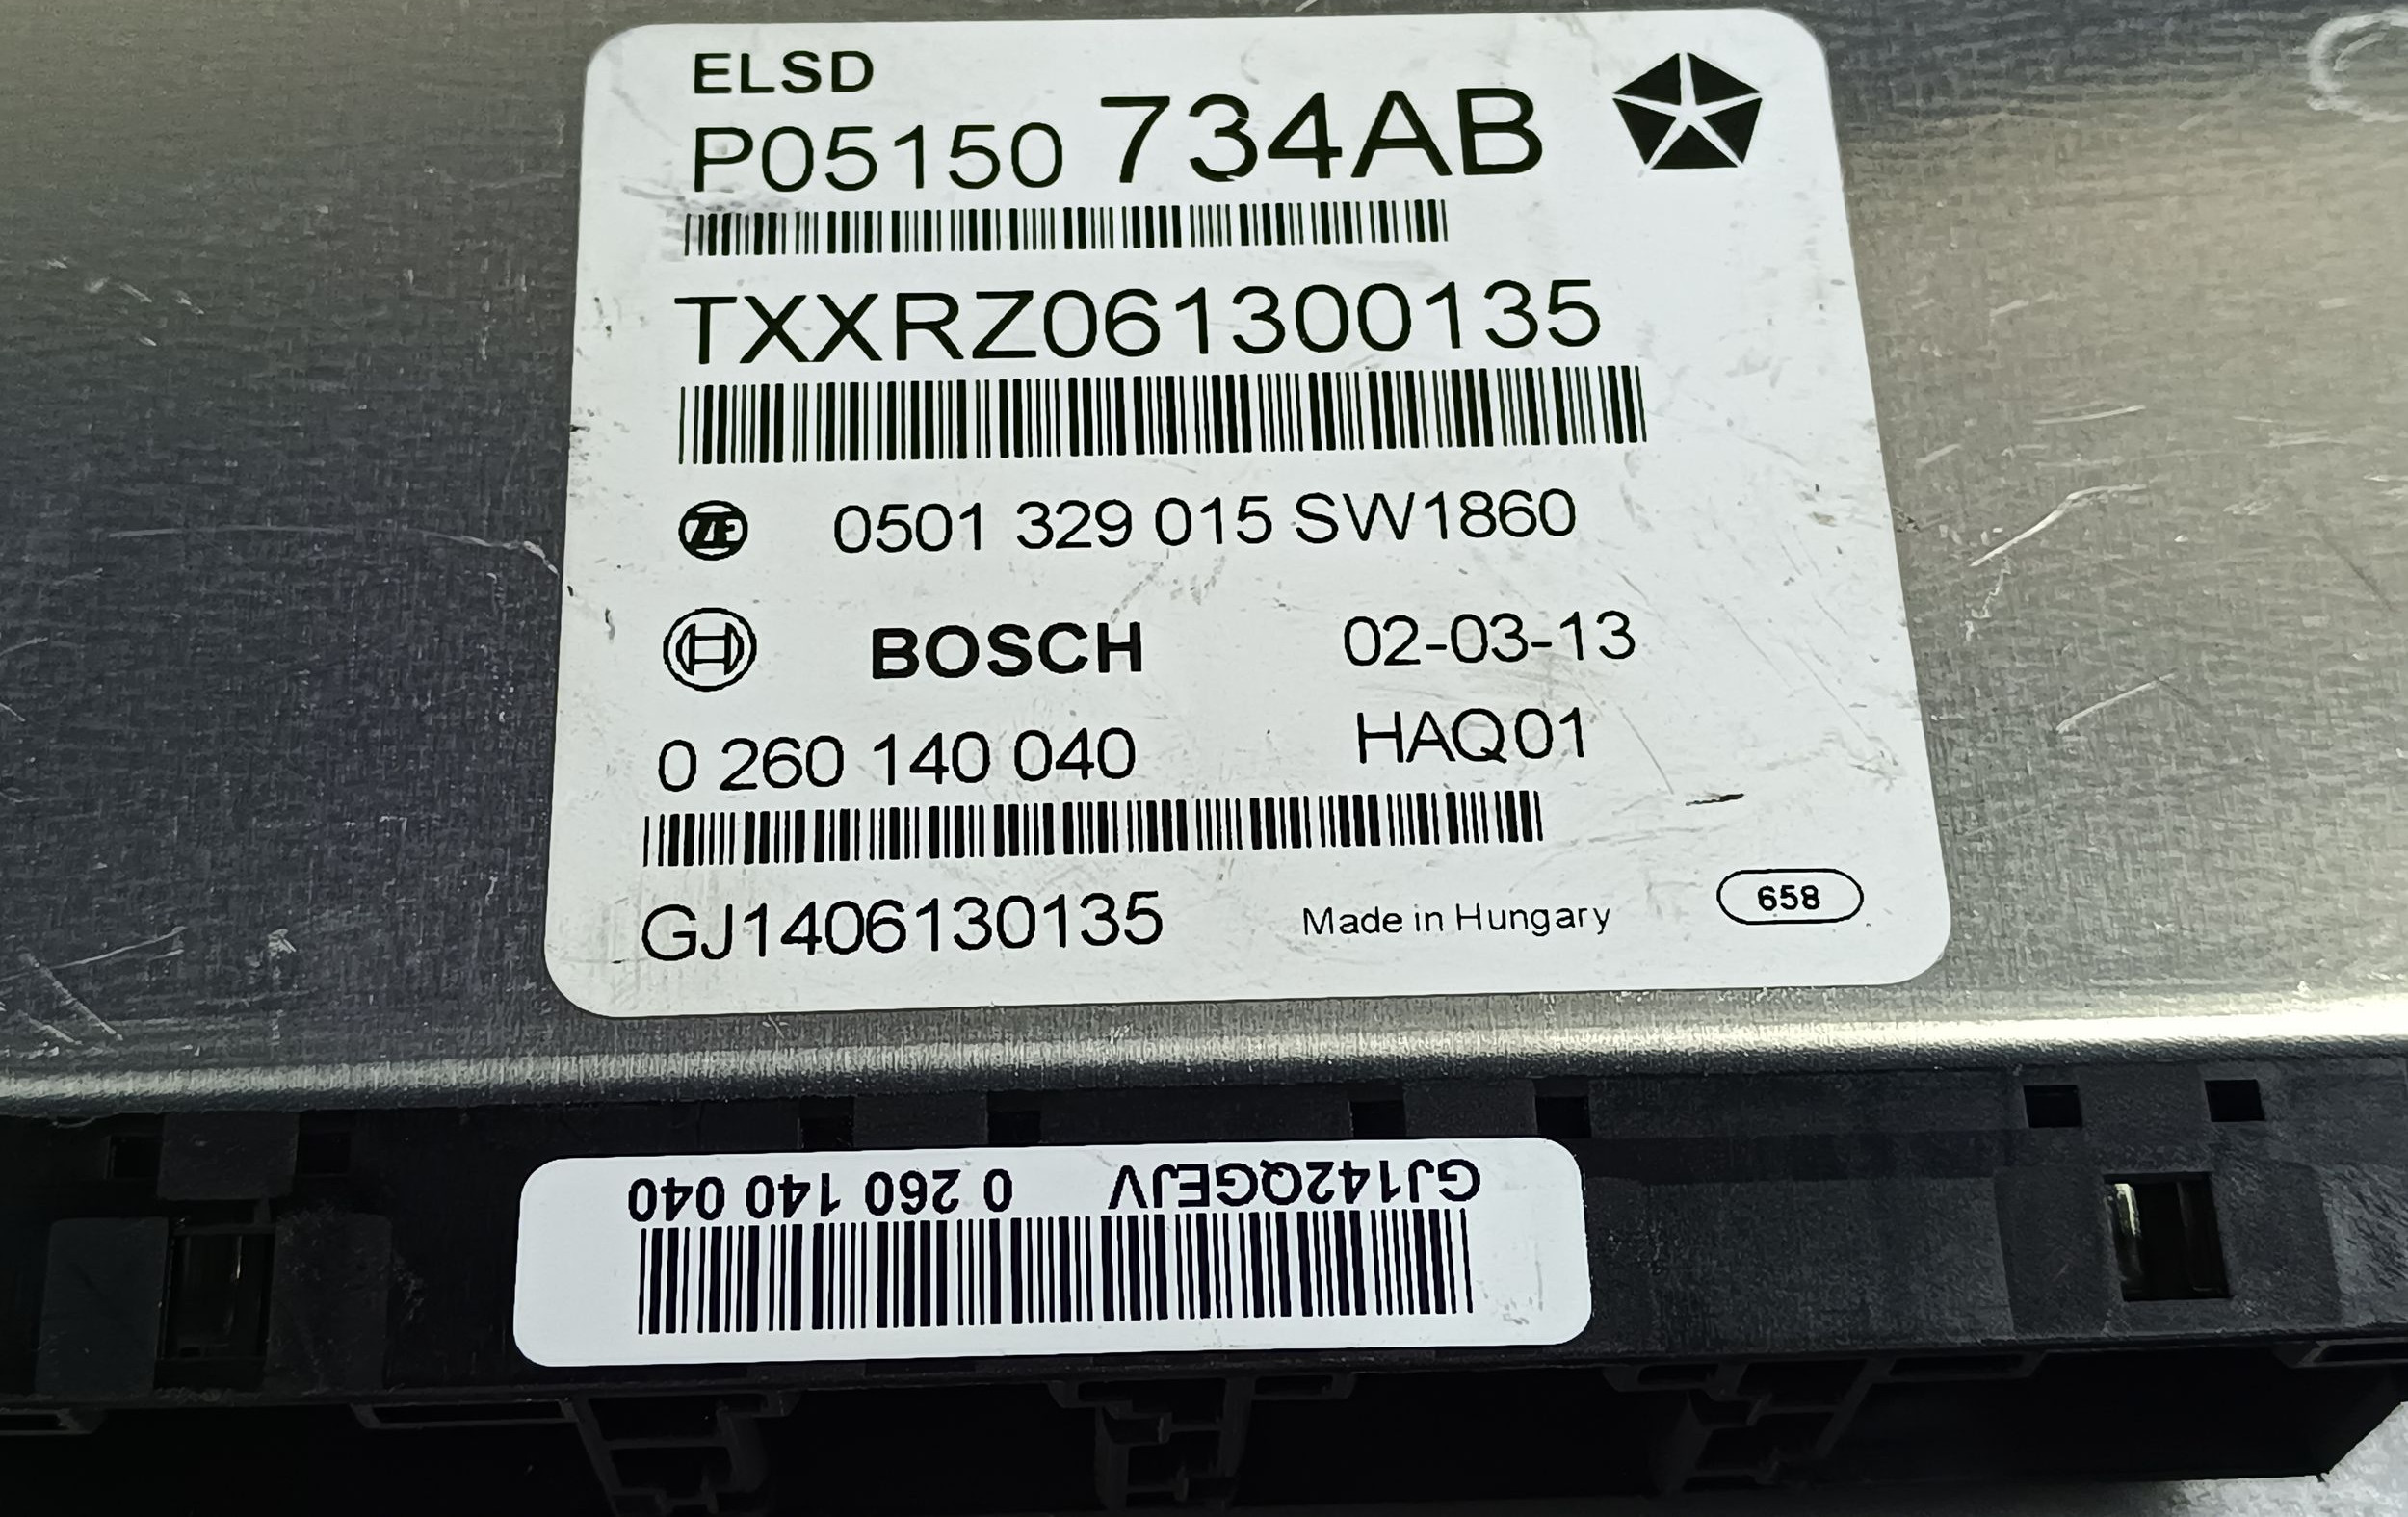 ELSD
P05150 734AB
TXXRZ061300135
ZF 0501 329 015 SW1860
BOSCH 02-03-13
0 260 140 040 HAQ01
GJ1406130135 Made in Hungary 658
GJ142QGEJV 0 260 140 040